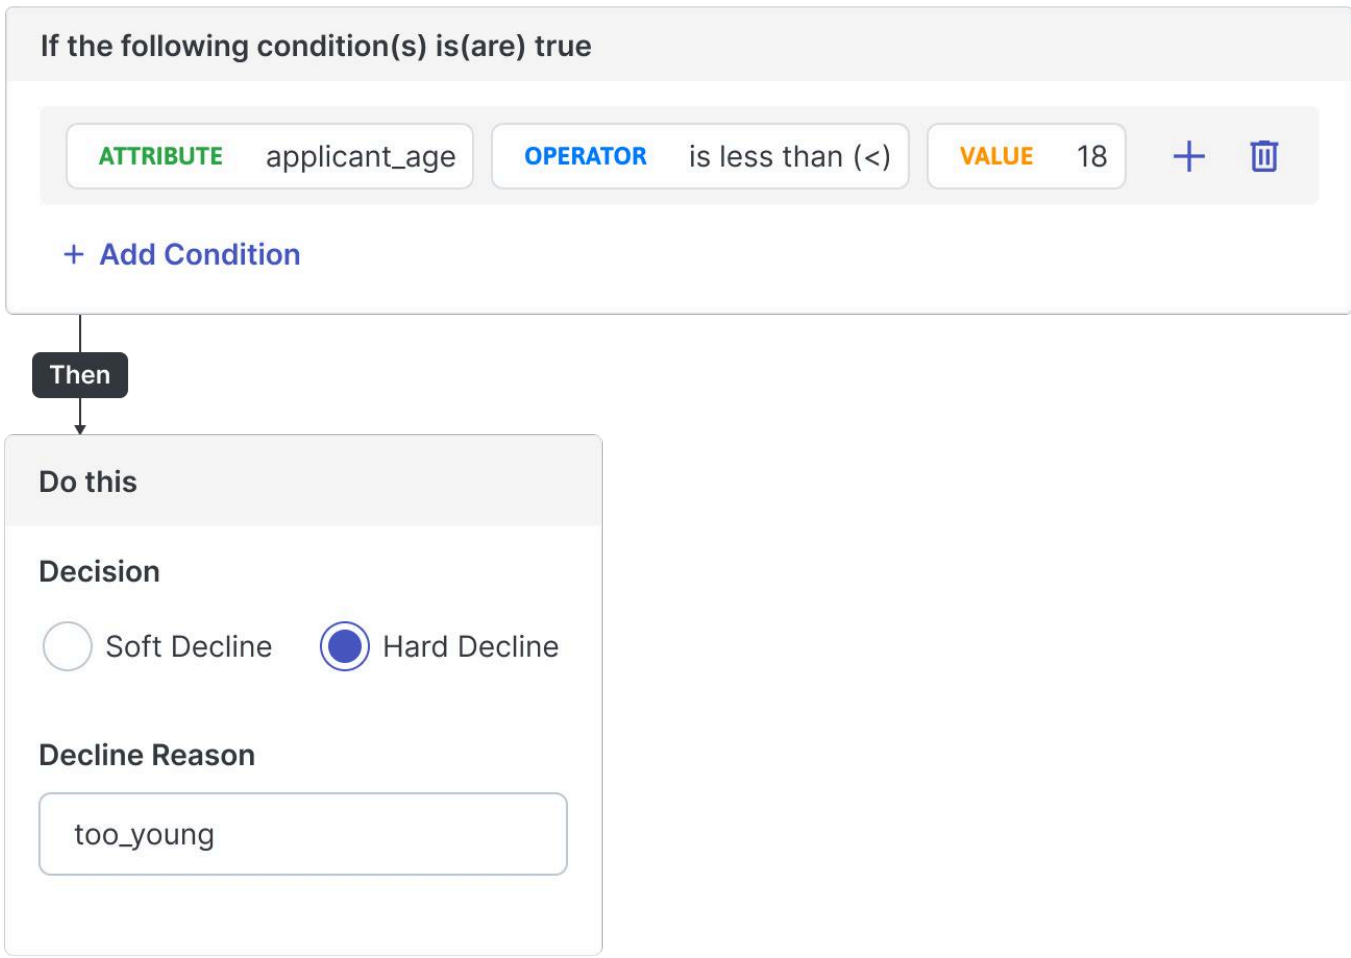 If the following condition(s) is(are) true
ATTRIBUTE applicant_age OPERATOR is less than (<) VALUE 18 +
+ Add Condition
Then
Do this
Decision
Soft Decline Hard Decline
Decline Reason
too_young